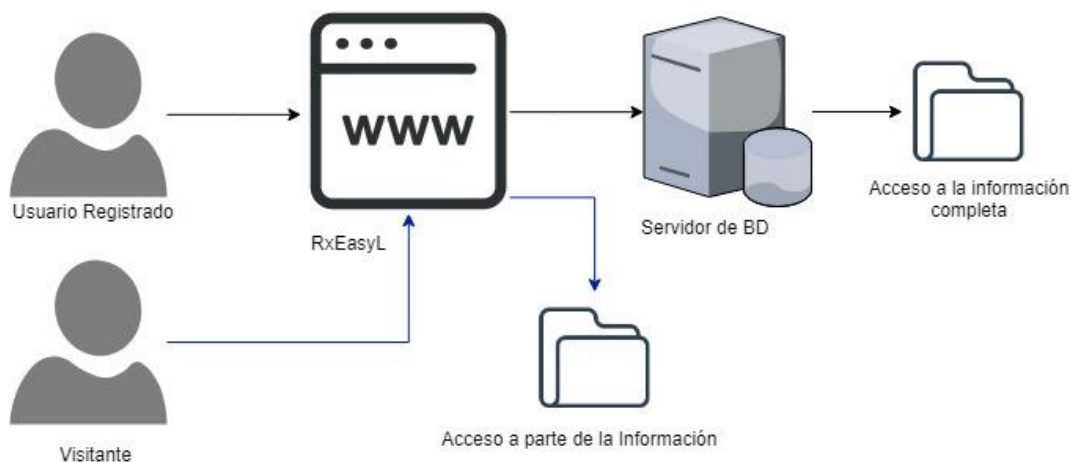 www
Usuario Registrado
RxEasyL
Servidor de BD
Acceso a la información
completa
Visitante
Acceso a parte de la Información